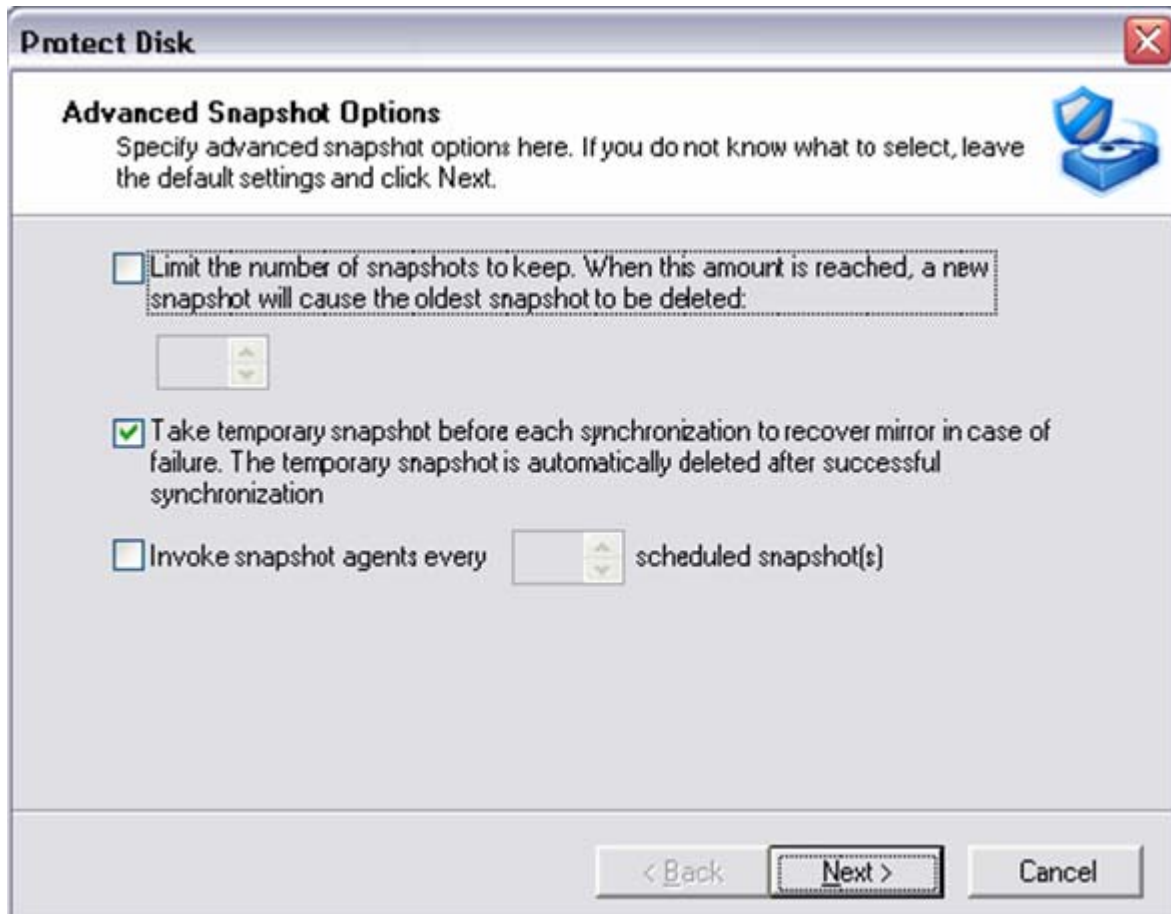 Protect Disk
Advanced Snapshot Options
Specify advanced snapshot options here. If you do not know what to select, leave
the default settings and click Next.
Limit the number of snapshots to keep. When this amount is reached, a new
snapshot will cause the oldest snapshot to be deleted:
Take temporary snapshot before each synchronization to recover mirror in case of
failure. The temporary snapshot is automatically deleted after successful
synchronization
Invoke snapshot agents every scheduled snapshot(s)
< Back Next > Cancel